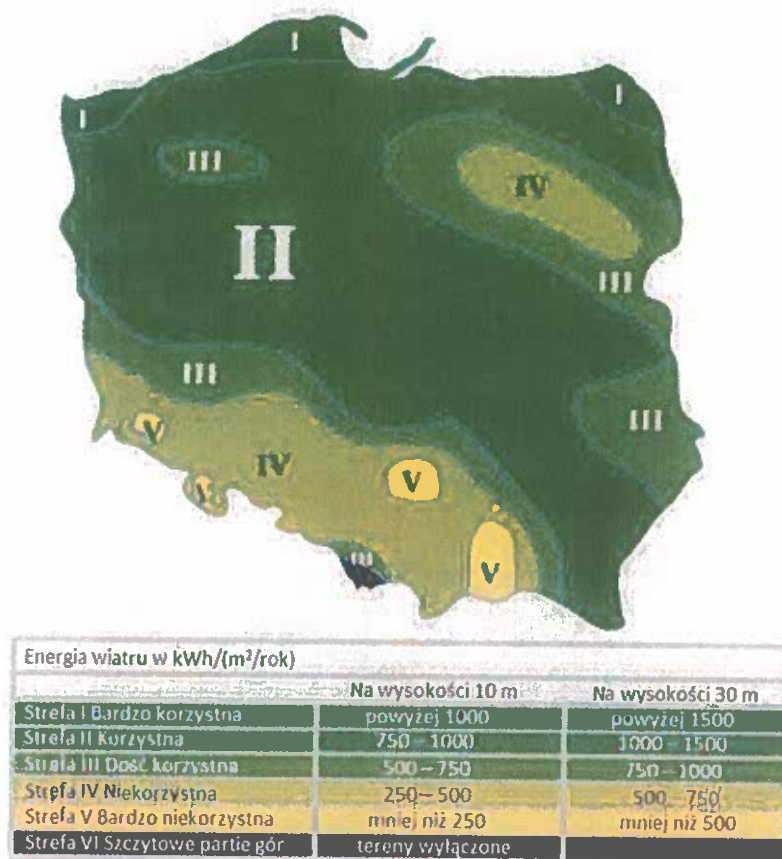 I
I
I
III
IV
II
III
III
III
V
IV
V
V
III
V
Energia wiatru w kWh/(m²/rok)
Na wysokości 10 m Na wysokości 30 m
Strefa I Bardzo korzystna powyżej 1000 powyżej 1500
Strefa II Korzystna 750 – 1000 1000 – 1500
Strefa III Dość korzystna 500 – 750 750 – 1000
Strefa IV Niekorzystna 250 – 500 500 – 750
Strefa V Bardzo niekorzystna mniej niż 250 mniej niż 500
Strefa VI Szczytowe partie gór tereny wyłączone